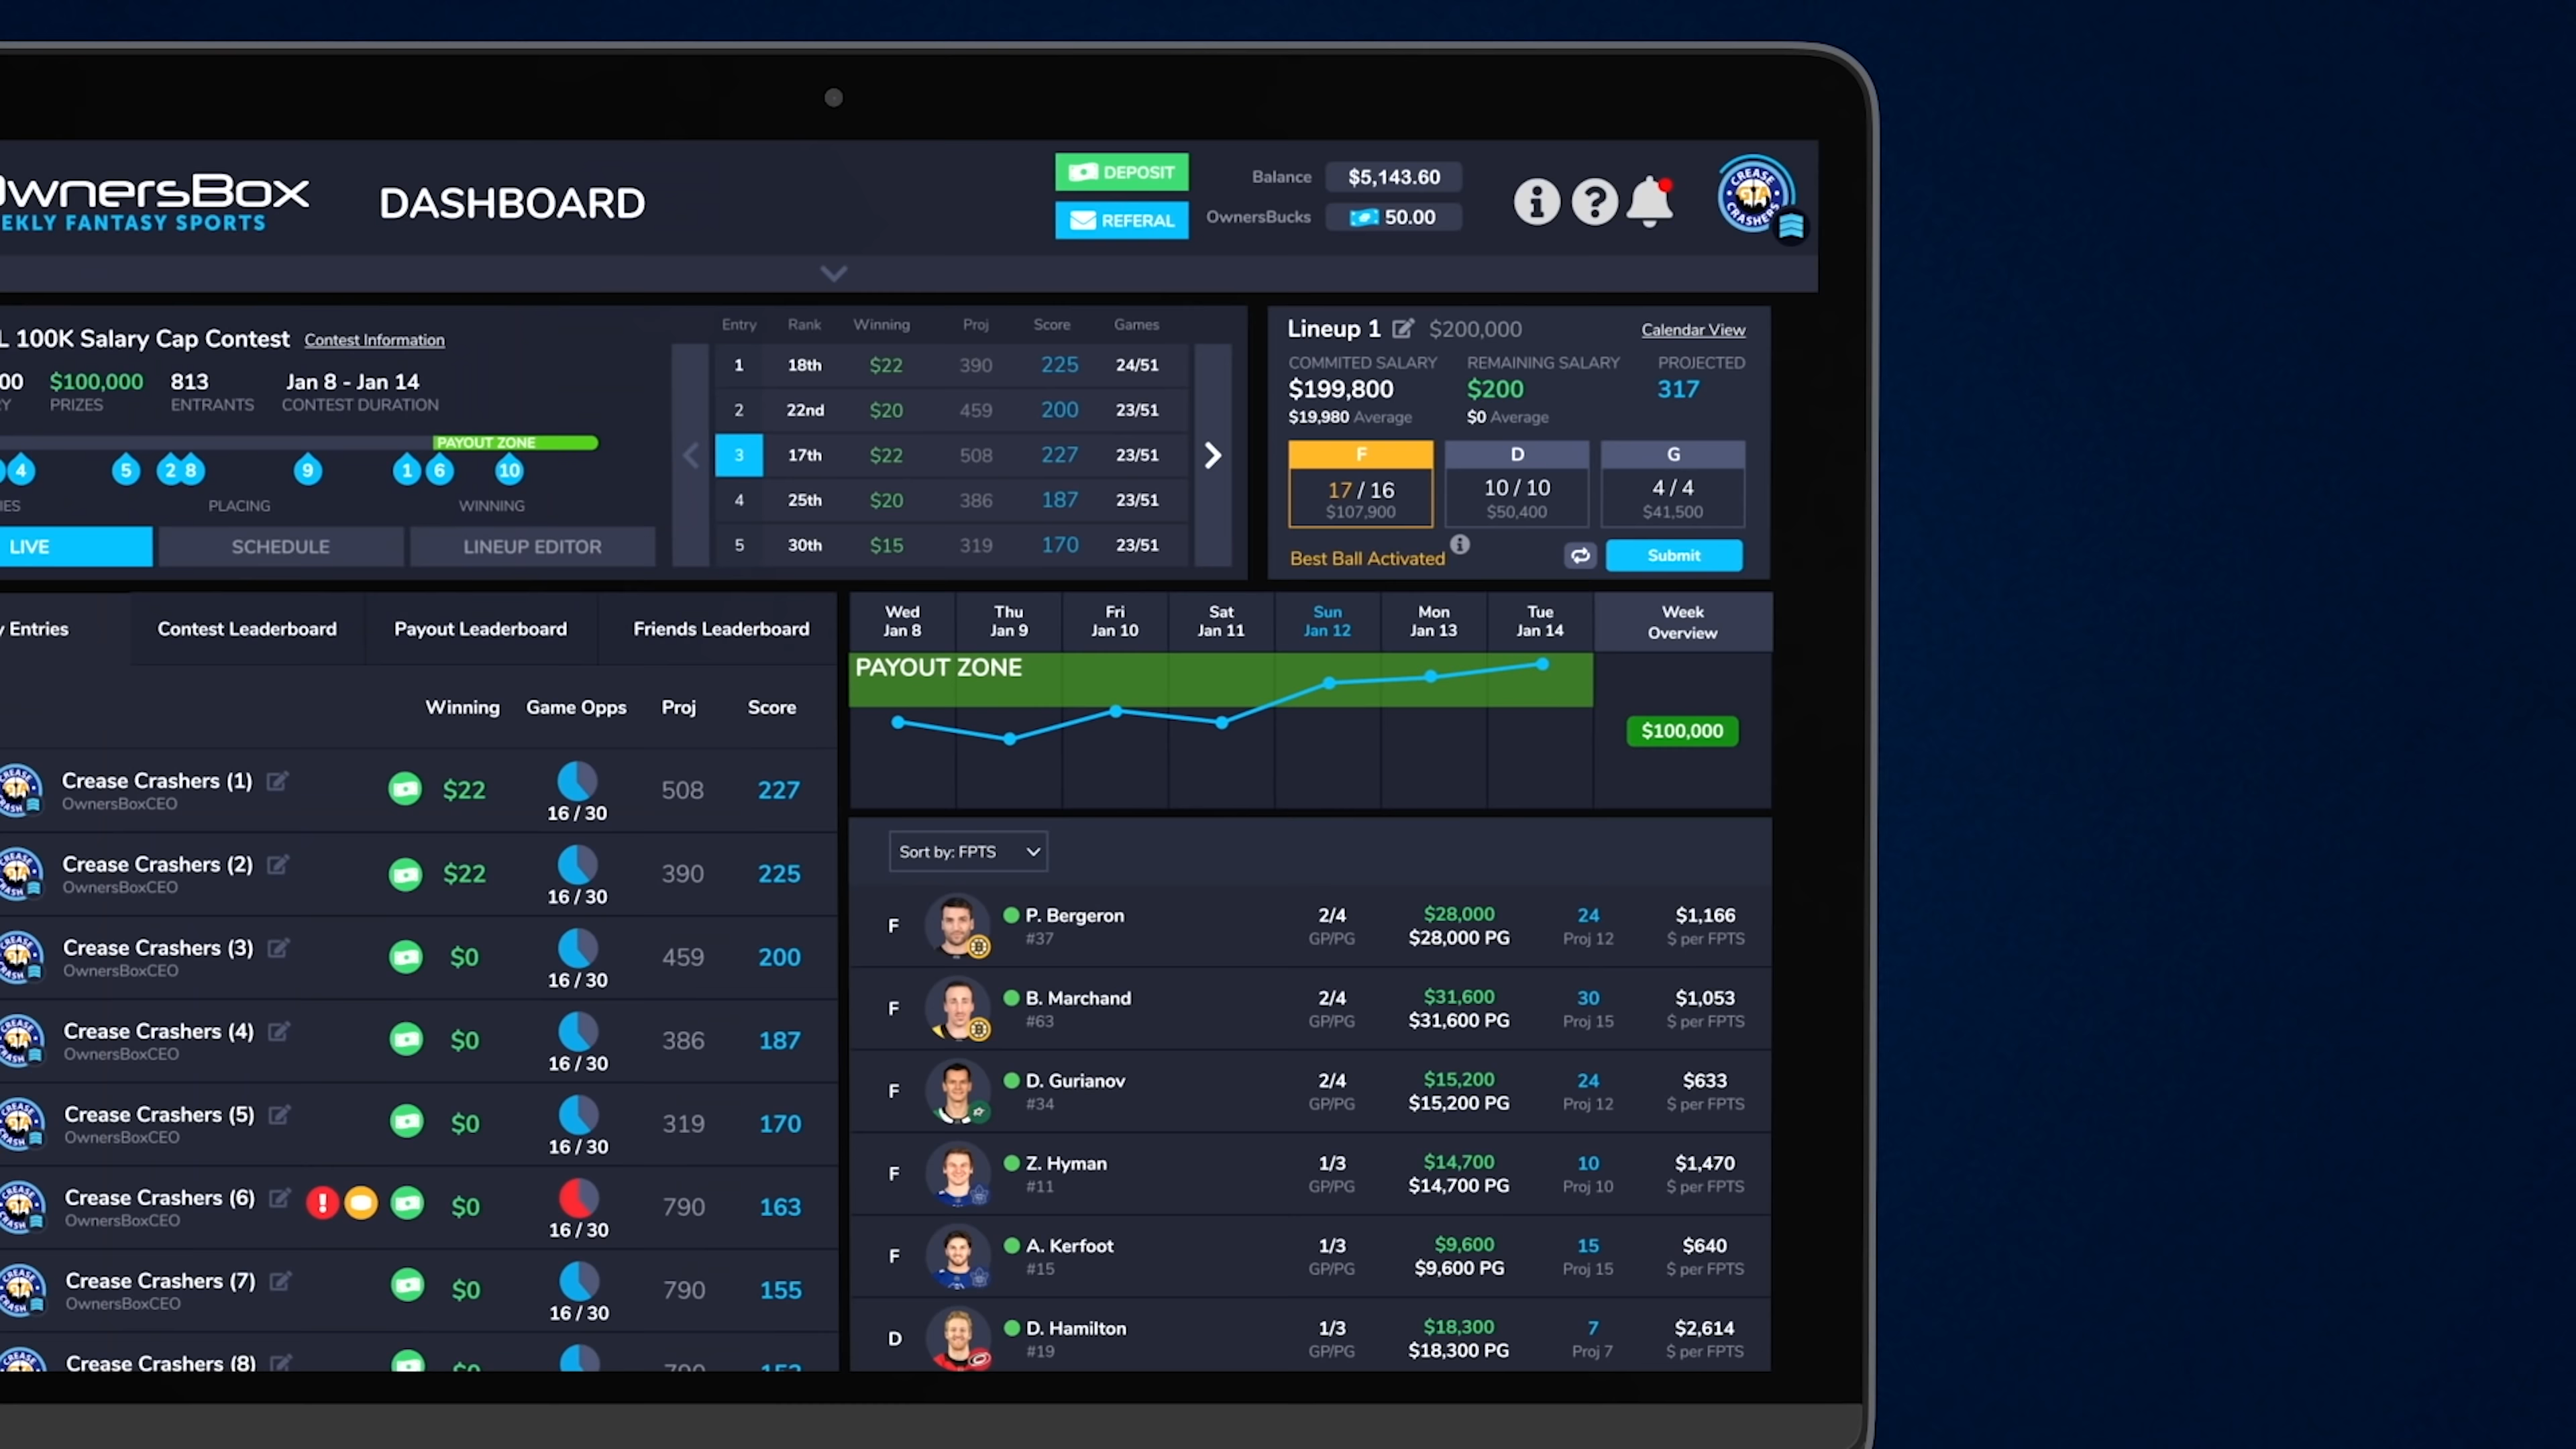 OwnersBox
EKLY FANTASY SPORTS
DASHBOARD
DEPOSIT
REFERAL
Balance $5,143.60
OwnersBucks 50.00
CREASE CRASHERS
L 100K Salary Cap Contest Contest Information
00 $100,000 813 Jan 8 - Jan 14
Y PRIZES ENTRANTS CONTEST DURATION
PAYOUT ZONE
4 5 2 8 9 1 6 10
IES PLACING WINNING
LIVE SCHEDULE LINEUP EDITOR
Entry Rank Winning Proj Score Games
1 18th $22 390 225 24/51
2 22nd $20 459 200 23/51
3 17th $22 508 227 23/51
4 25th $20 386 187 23/51
5 30th $15 319 170 23/51
Lineup 1 $200,000 Calendar View
COMMITED SALARY REMAINING SALARY PROJECTED
$199,800 $200 317
$19,980 Average $0 Average
F D G
17 / 16 10 / 10 4 / 4
$107,900 $50,400 $41,500
Best Ball Activated Submit
y Entries Contest Leaderboard Payout Leaderboard Friends Leaderboard
Winning Game Opps Proj Score
Crease Crashers (1) $22 508 227
OwnersBoxCEO 16 / 30
Crease Crashers (2) $22 390 225
OwnersBoxCEO 16 / 30
Crease Crashers (3) $0 459 200
OwnersBoxCEO 16 / 30
Crease Crashers (4) $0 386 187
OwnersBoxCEO 16 / 30
Crease Crashers (5) $0 319 170
OwnersBoxCEO 16 / 30
Crease Crashers (6) $0 790 163
OwnersBoxCEO 16 / 30
Crease Crashers (7) $0 790 155
OwnersBoxCEO 16 / 30
Crease Crashers (8)
Wed Thu Fri Sat Sun Mon Tue Week
Jan 8 Jan 9 Jan 10 Jan 11 Jan 12 Jan 13 Jan 14 Overview
PAYOUT ZONE
$100,000
Sort by: FPTS
F P. Bergeron 2/4 $28,000 24 $1,166
#37 GP/PG $28,000 PG Proj 12 $ per FPTS
F B. Marchand 2/4 $31,600 30 $1,053
#63 GP/PG $31,600 PG Proj 15 $ per FPTS
F D. Gurianov 2/4 $15,200 24 $633
#34 GP/PG $15,200 PG Proj 12 $ per FPTS
F Z. Hyman 1/3 $14,700 10 $1,470
#11 GP/PG $14,700 PG Proj 10 $ per FPTS
F A. Kerfoot 1/3 $9,600 15 $640
#15 GP/PG $9,600 PG Proj 15 $ per FPTS
D D. Hamilton 1/3 $18,300 7 $2,614
#19 GP/PG $18,300 PG Proj 7 $ per FPTS